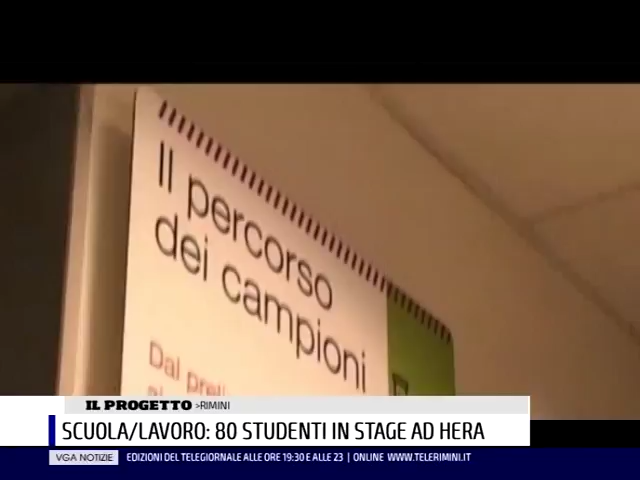 Il percorso
dei campioni
Dal
IL PROGETTO >RIMINI
SCUOLA/LAVORO: 80 STUDENTI IN STAGE AD HERA
VGA NOTIZIE EDIZIONI DEL TELEGIORNALE ALLE ORE 19:30 E ALLE 23 | ONLINE WWW.TELERIMINI.IT